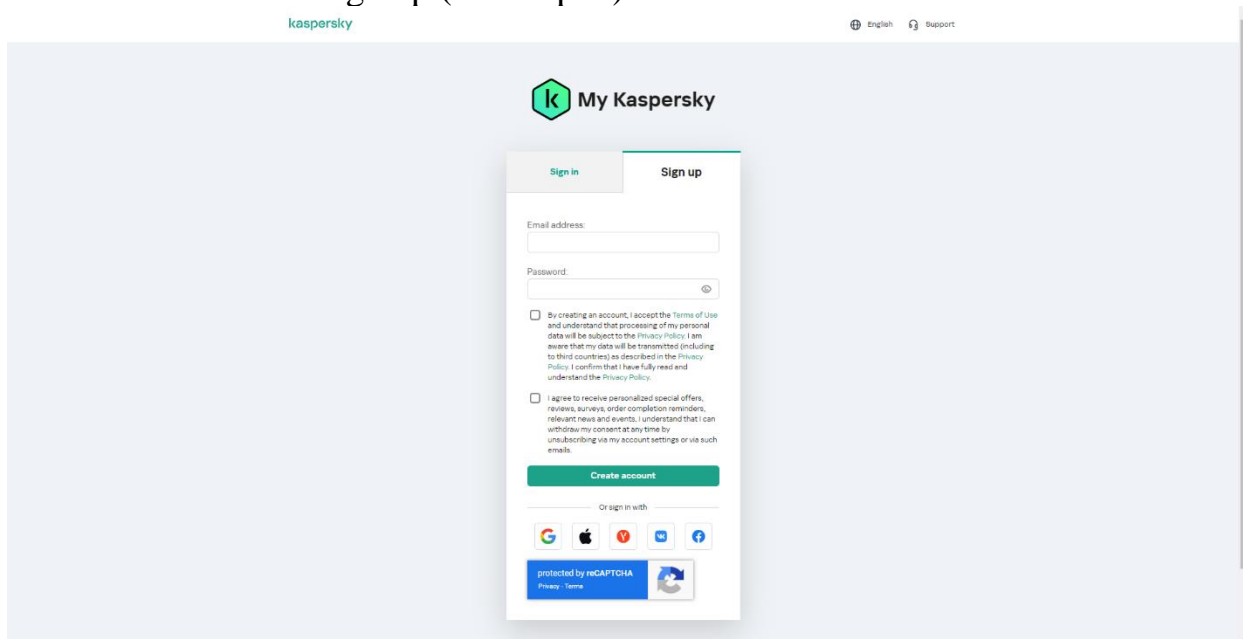 kaspersky
English Support
My Kaspersky
Sign in Sign up
Email address:
Password:
By creating an account, I accept the Terms of Use
and understand that processing of my personal
data will be subject to the Privacy Policy. I am
aware that my data will be transmitted (including
to third countries) as described in the Privacy
Policy. I confirm that I have fully read and
understand the Privacy Policy.
I agree to receive personalized special offers,
reviews, surveys, order completion reminders,
relevant news and events. I understand that I can
withdraw my consent at any time by
unsubscribing via my account settings or via such
emails.
Create account
Or sign in with
protected by reCAPTCHA
Privacy - Terms